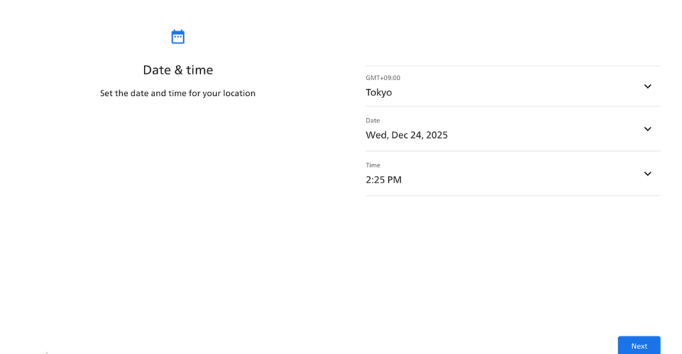 Date & time
Set the date and time for your location
GMT+09:00
Tokyo
Date
Wed, Dec 24, 2025
Time
2:25 PM
Next